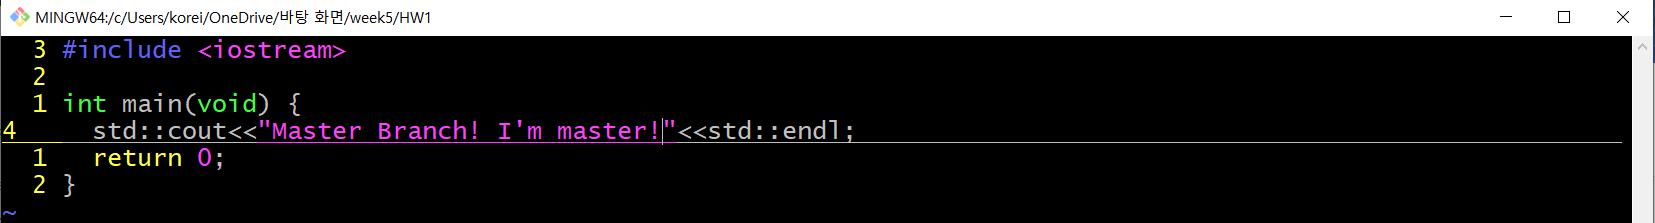 MINGW64:/c/Users/korei/OneDrive/바탕 화면/week5/HW1
3 #include <iostream>
2
1 int main(void) {
4     std::cout<<"Master Branch! I'm master!"<<std::endl;
1   return 0;
2 }
~